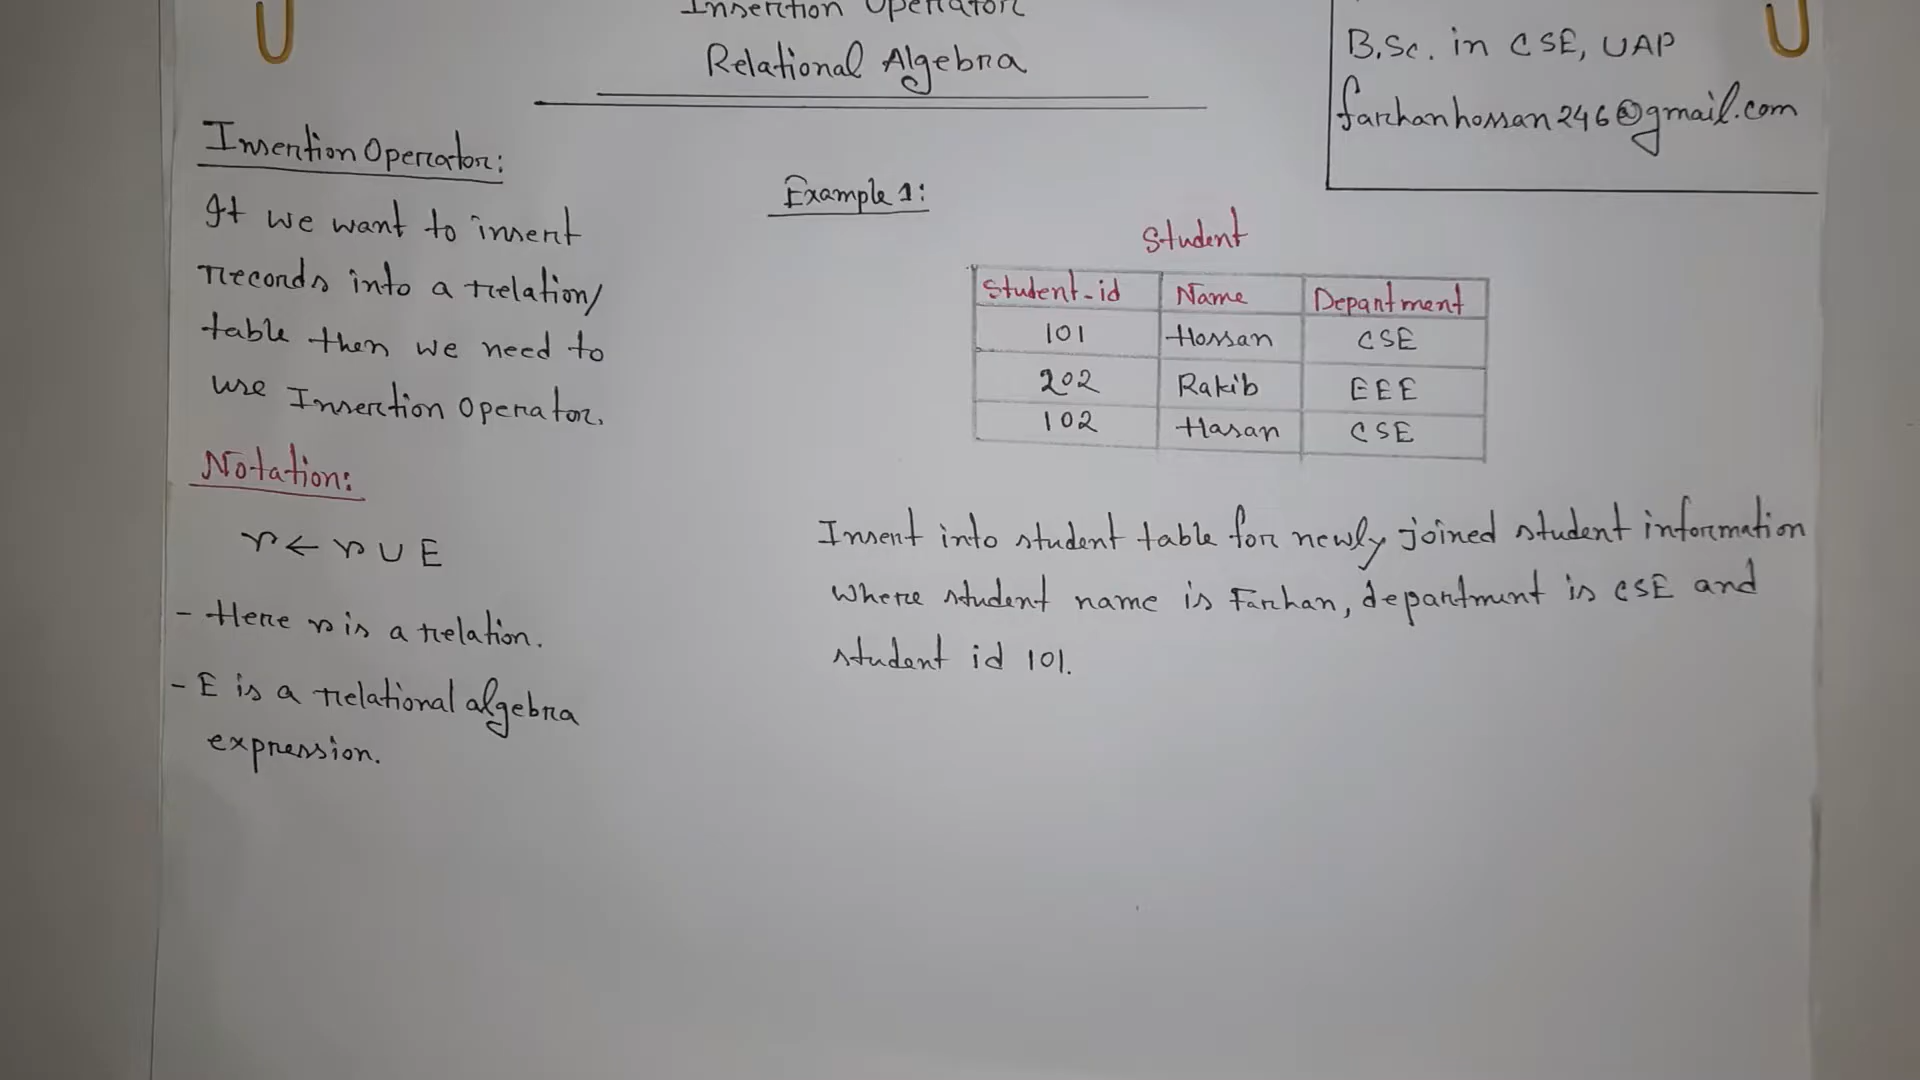 Insertion Operator
Relational Algebra
B.Sc. in CSE, UAP
farhanhossan246@gmail.com
Insertion Operator:
If we want to insert
records into a relation/
table then we need to
use Insertion Operator.
Notation:
r ← r ∪ E
- Here r is a relation.
- E is a relational algebra
expression.
Example 1:
Student
Student-id Name Department
101 Hossan CSE
202 Rakib EEE
102 Hasan CSE
Insert into student table for newly joined student information
where student name is Farhan, department is CSE and
student id 101.